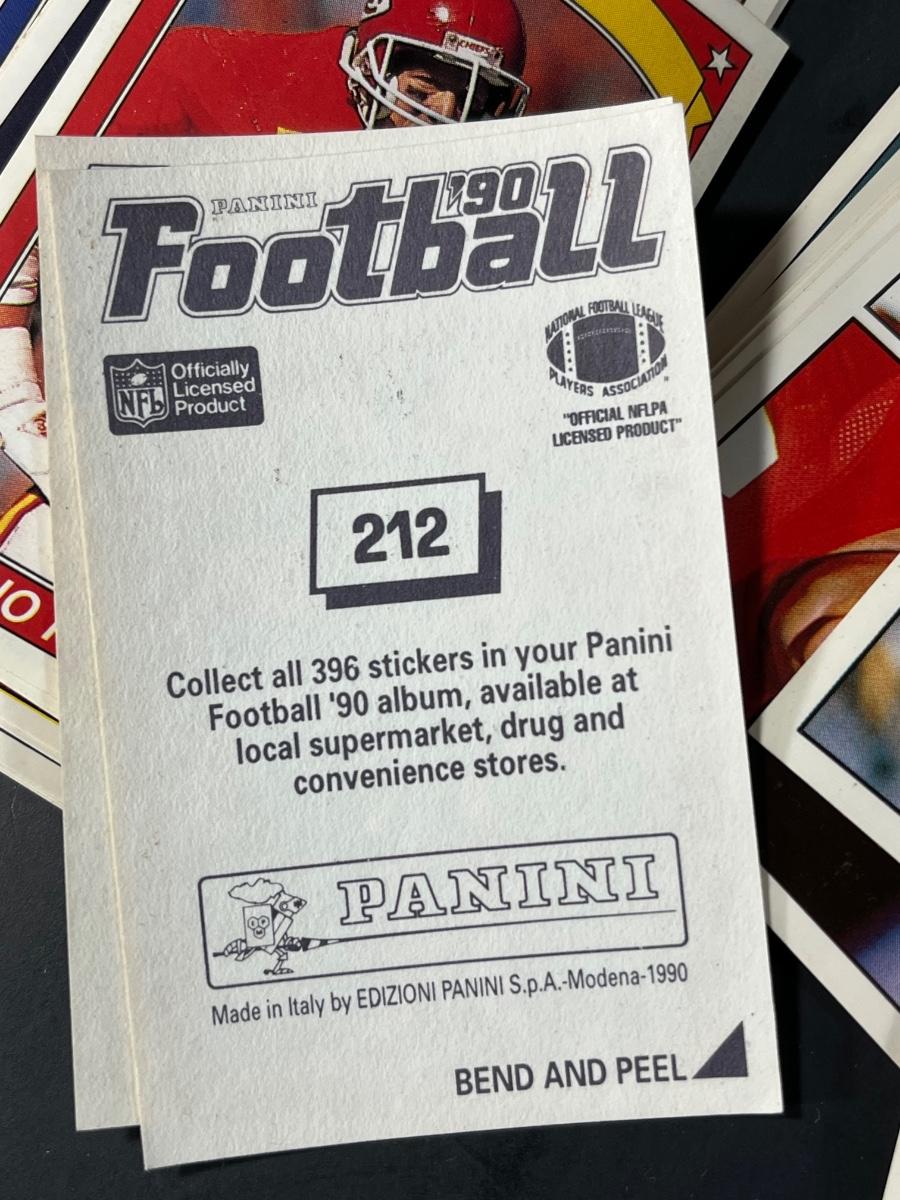 CHIEFS
PANINI
Football '90
NFL
Officially
Licensed
Product
NATIONAL FOOTBALL LEAGUE
PLAYERS ASSOCIATION
"OFFICIAL NFLPA
LICENSED PRODUCT"
212
Collect all 396 stickers in your Panini
Football '90 album, available at
local supermarket, drug and
convenience stores.
PANINI
Made in Italy by EDIZIONI PANINI S.p.A.-Modena-1990
BEND AND PEEL